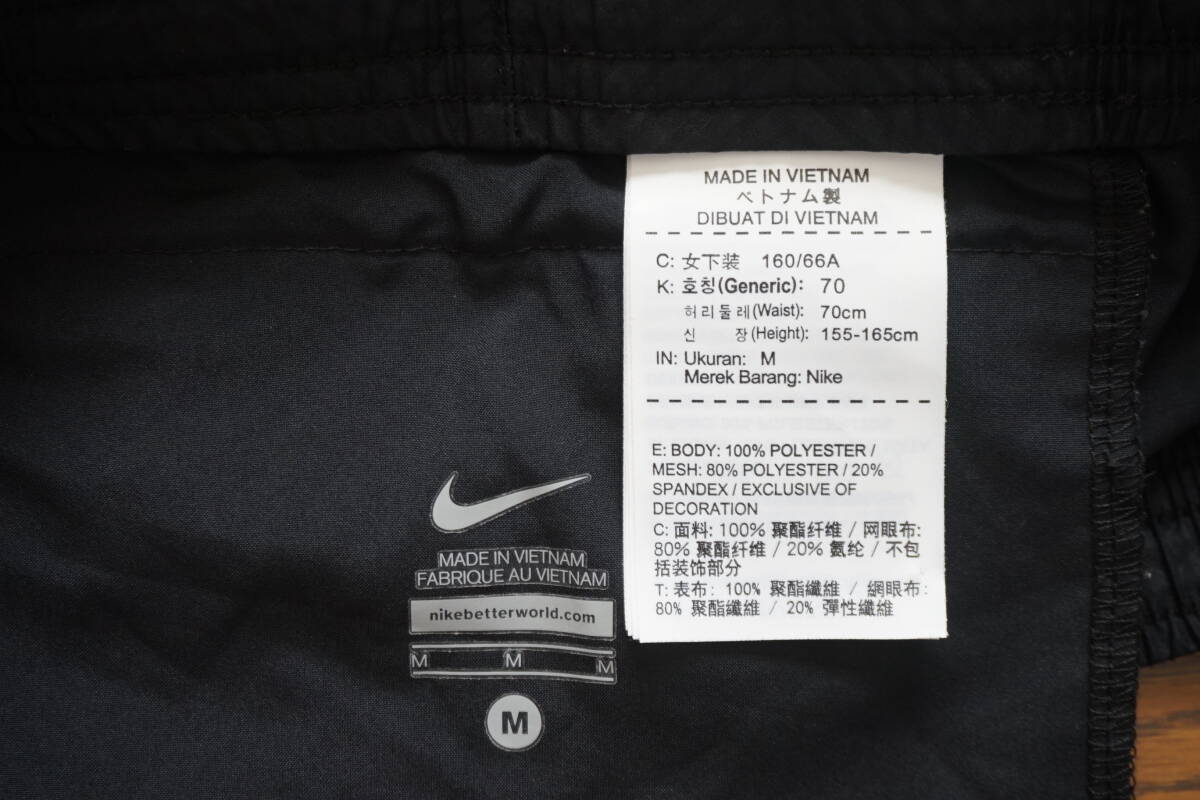 MADE IN VIETNAM
ベトナム製
DIBUAT DI VIETNAM
C: 女下装 160/66A
K: 호칭(Generic): 70
허리둘레(Waist): 70cm
신 장(Height): 155-165cm
IN: Ukuran: M
Merek Barang: Nike
E: BODY: 100% POLYESTER /
MESH: 80% POLYESTER / 20%
SPANDEX / EXCLUSIVE OF
DECORATION
C: 面料: 100% 聚酯纤维 / 网眼布:
80% 聚酯纤维 / 20% 氨纶 / 不包
括装饰部分
T: 表布: 100% 聚酯纖維 / 網眼布:
80% 聚酯纖維 / 20% 彈性纖維
MADE IN VIETNAM
FABRIQUE AU VIETNAM
nikebetterworld.com
M M M
M